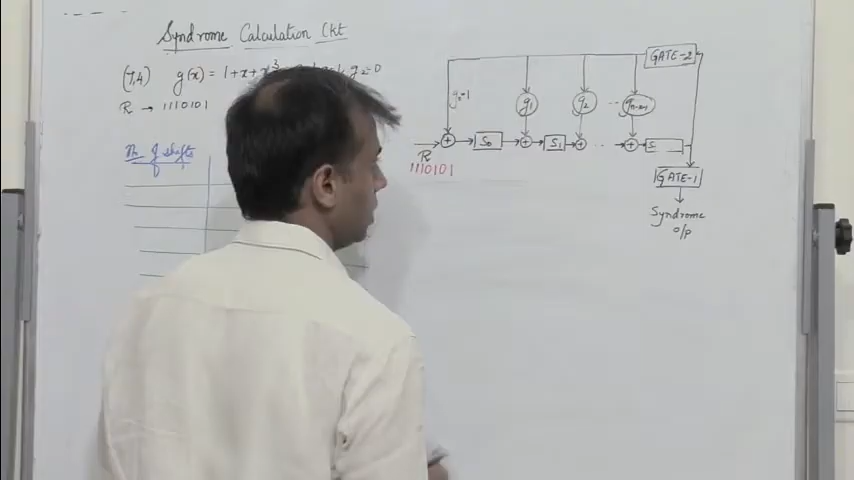 Syndrome Calculation Ckt
(7,4) g(x) = 1+x+x³ g₂=0
R → 1110101
No. of shifts
g₀=1 g₁ g₂ gn-k-1 GATE-2
R S₀ S₁ S
1110101
GATE-1
Syndrome
o/p